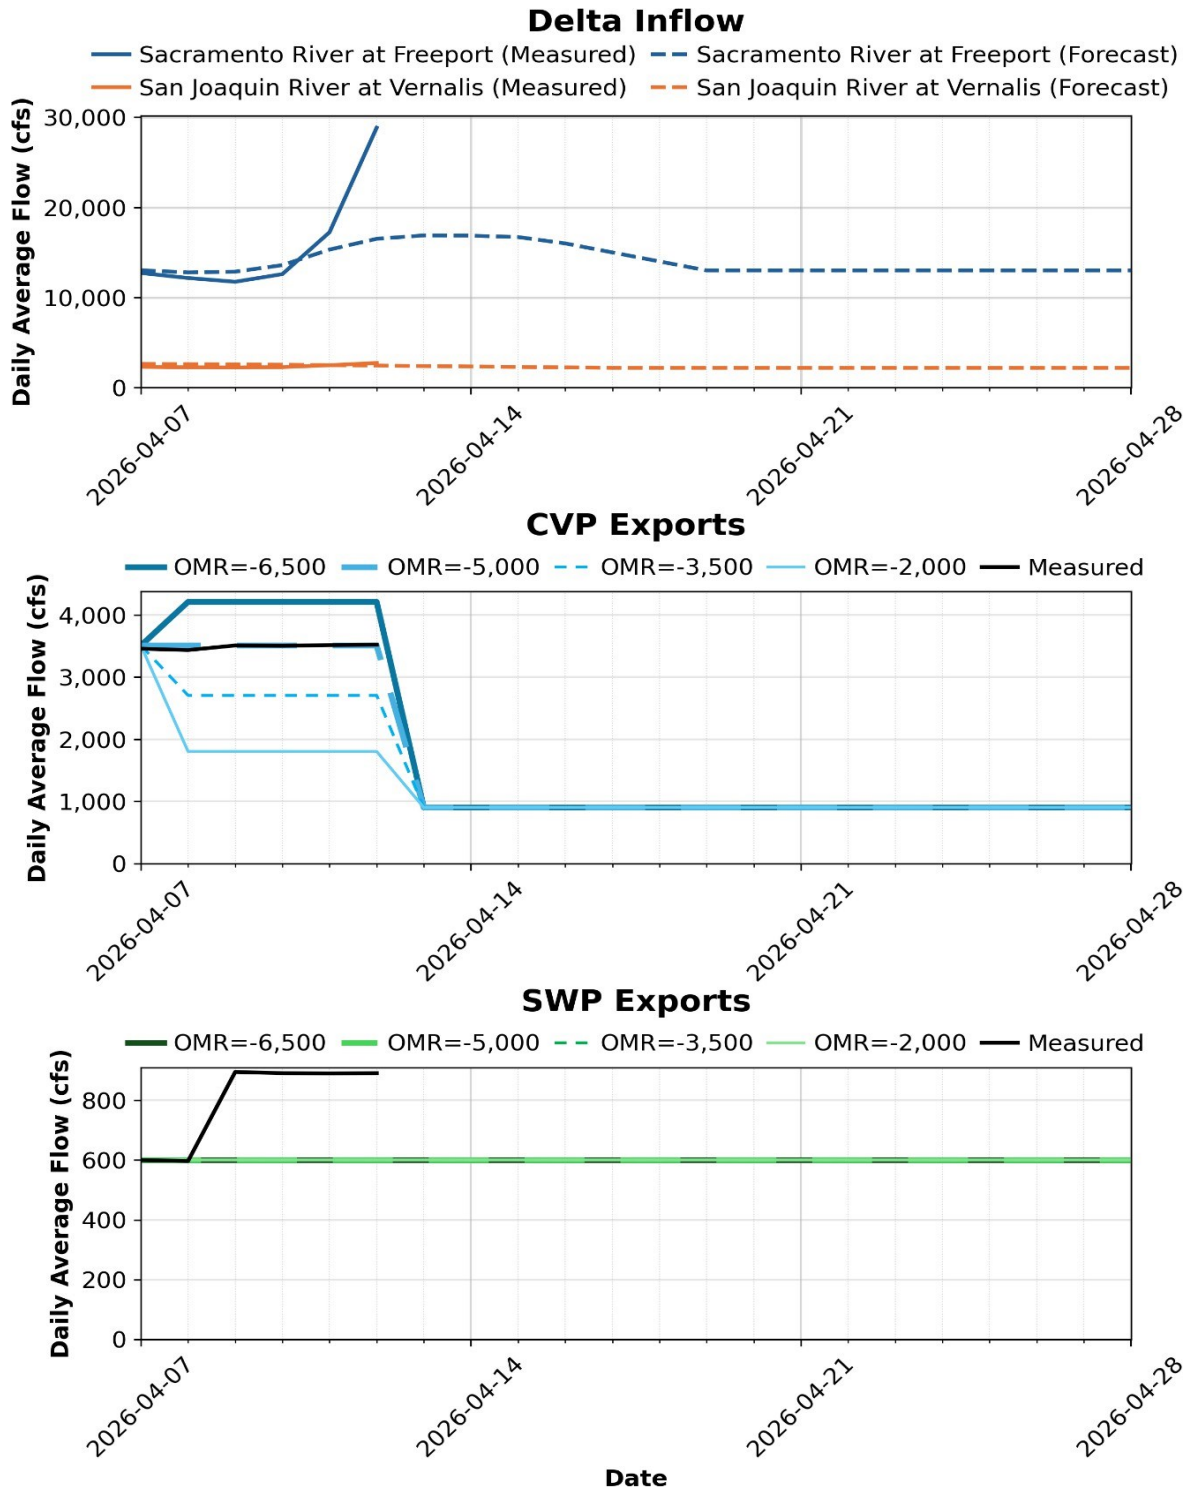 Delta Inflow
Sacramento River at Freeport (Measured) Sacramento River at Freeport (Forecast)
San Joaquin River at Vernalis (Measured) San Joaquin River at Vernalis (Forecast)
Daily Average Flow (cfs)
30,000
20,000
10,000
0
2026-04-07 2026-04-14 2026-04-21 2026-04-28
CVP Exports
OMR=-6,500 OMR=-5,000 OMR=-3,500 OMR=-2,000 Measured
Daily Average Flow (cfs)
4,000
3,000
2,000
1,000
0
2026-04-07 2026-04-14 2026-04-21 2026-04-28
SWP Exports
OMR=-6,500 OMR=-5,000 OMR=-3,500 OMR=-2,000 Measured
Daily Average Flow (cfs)
800
600
400
200
0
2026-04-07 2026-04-14 2026-04-21 2026-04-28
Date